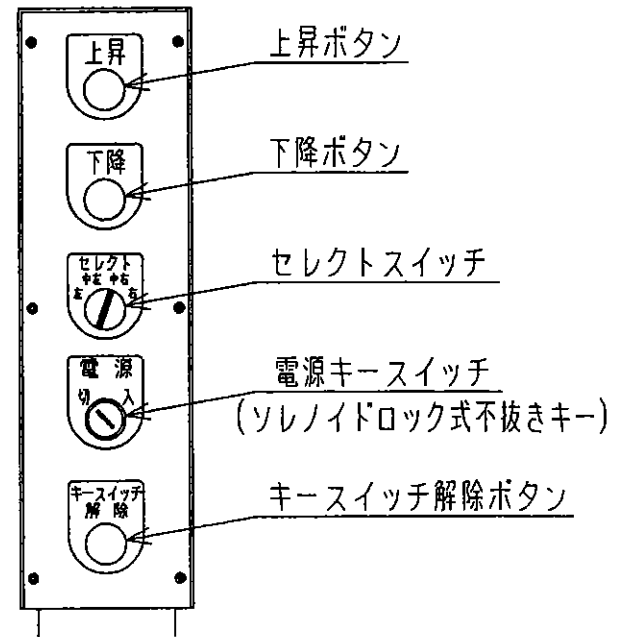 上昇
上昇ボタン
下降
下降ボタン
セレクト
中左 中右
左 右
セレクトスイッチ
電源
切 入
電源キースイッチ
(ソレノイドロック式不抜きキー)
キースイッチ
解除
キースイッチ解除ボタン